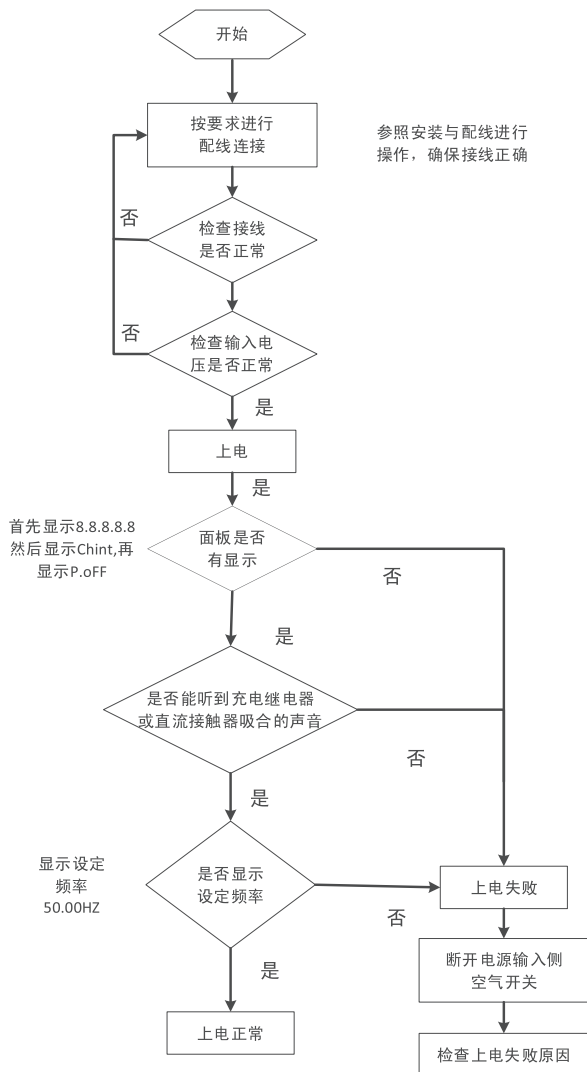 开始
按要求进行
配线连接
参照安装与配线进行
操作，确保接线正确
否
检查接线
是否正常
否
检查输入电
压是否正常
是
上电
是
首先显示8.8.8.8.8
然后显示Chint,再
显示P.oFF
面板是否
有显示
否
是
是否能听到充电继电器
或直流接触器吸合的声音
否
是
显示设定
频率
50.00HZ
是否显示
设定频率
上电失败
否
断开电源输入侧
空气开关
是
上电正常
检查上电失败原因